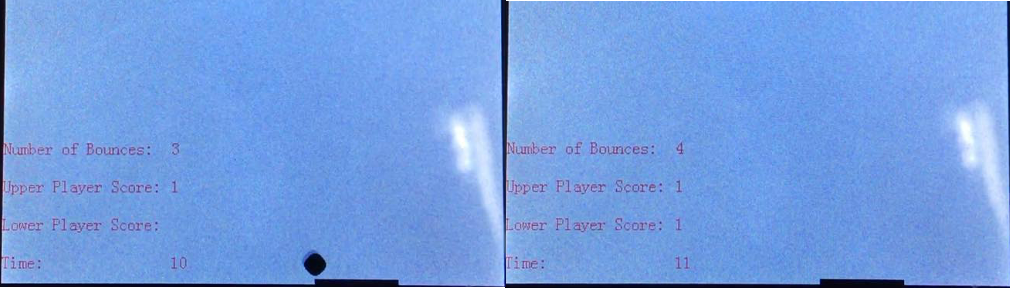 Number of Bounces: 3
Upper Player Score: 1
Lower Player Score:
Time: 10
Number of Bounces: 4
Upper Player Score: 1
Lower Player Score: 1
Time: 11